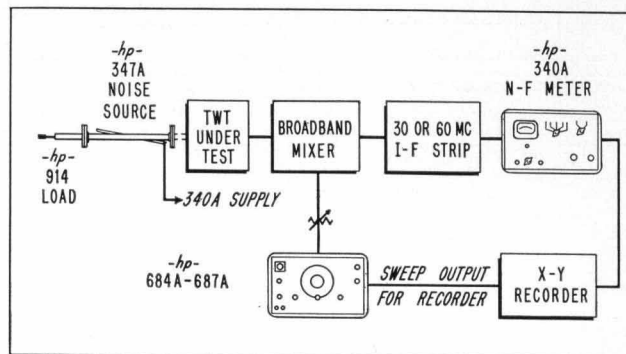 -hp-
347A
NOISE
SOURCE
-hp-
914
LOAD
340A SUPPLY
TWT
UNDER
TEST
BROADBAND
MIXER
30 OR 60 MC
I-F STRIP
-hp-
340A
N-F METER
-hp-
684A-687A
SWEEP OUTPUT
FOR RECORDER
X-Y
RECORDER